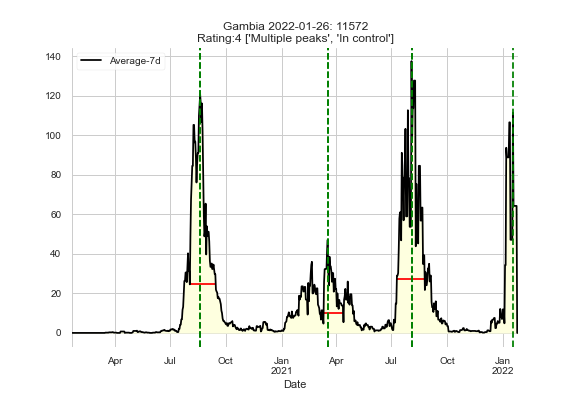 Gambia 2022-01-26: 11572
Rating:4 ['Multiple peaks', 'In control']
Average-7d
140
120
100
80
60
40
20
0
Apr
Jul
Oct
Jan
2021
Apr
Jul
Oct
Jan
2022
Date